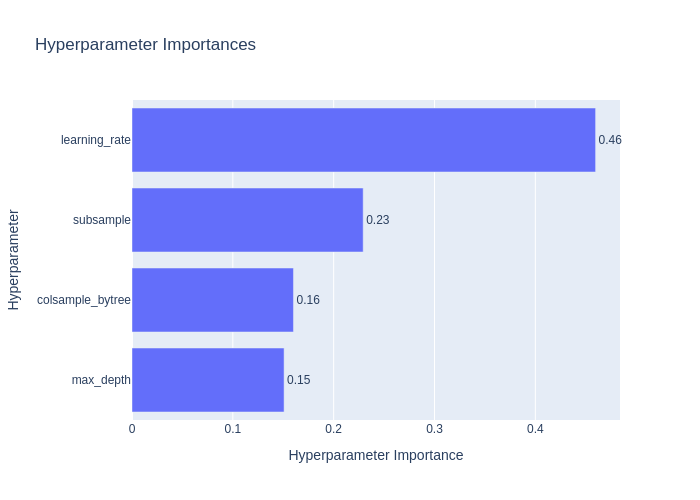 Hyperparameter Importances
Hyperparameter
learning_rate 0.46
subsample 0.23
colsample_bytree 0.16
max_depth 0.15
0 0.1 0.2 0.3 0.4
Hyperparameter Importance